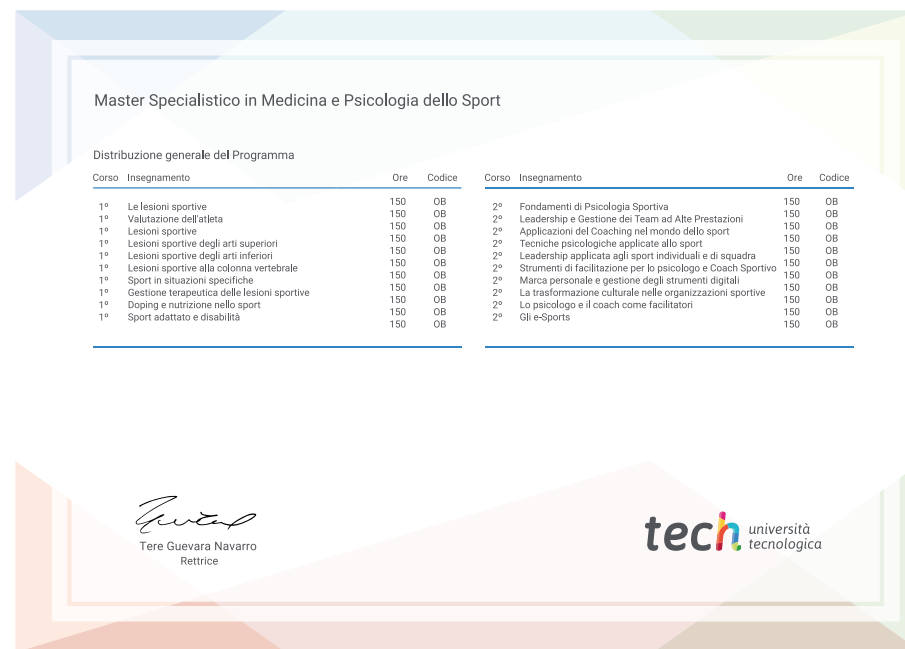 Master Specialistico in Medicina e Psicologia dello Sport
Distribuzione generale del Programma
Corso Insegnamento Ore Codice
150 OB
1º Le lesioni sportive
150 OB
1º Valutazione dell'atleta
150 OB
1º Lesioni sportive
150 OB
1º Lesioni sportive degli arti superiori
150 OB
1º Lesioni sportive degli arti inferiori
150 OB
1º Lesioni sportive alla colonna vertebrale
150 OB
1º Sport in situazioni specifiche
150 OB
1º Gestione terapeutica delle lesioni sportive
150 OB
1º Doping e nutrizione nello sport
150 OB
1º Sport adattato e disabilità
150 OB
Corso Insegnamento Ore Codice
150 OB
2º Fondamenti di Psicologia Sportiva
150 OB
2º Leadership e Gestione dei Team ad Alte Prestazioni
150 OB
2º Applicazioni del Coaching nel mondo dello sport
150 OB
2º Tecniche psicologiche applicate allo sport
150 OB
2º Leadership applicata agli sport individuali e di squadra
150 OB
2º Strumenti di facilitazione per lo psicologo e Coach Sportivo
150 OB
2º Marca personale e gestione degli strumenti digitali
150 OB
2º La trasformazione culturale nelle organizzazioni sportive
150 OB
2º Lo psicologo e il coach come facilitatori
150 OB
2º Gli e-Sports
150 OB
Tere Guevara Navarro
Rettrice
tech università
tecnologica